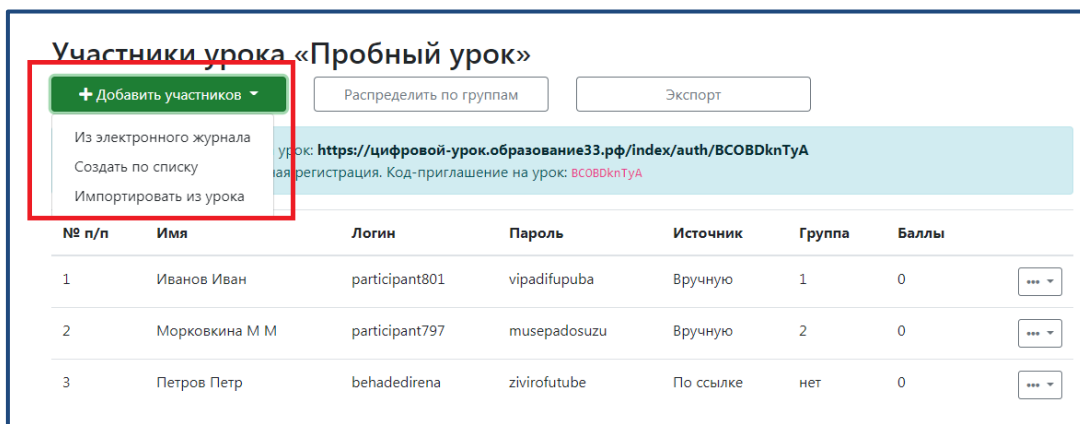 Участники урока «Пробный урок»
+ Добавить участников Распределить по группам Экспорт
Из электронного журнала
Создать по списку
Импортировать из урока
урок: https://цифровой-урок.образование33.рф/index/auth/BCOBDknTyA
ая регистрация. Код-приглашение на урок: BCOBDknTyA
№ п/п Имя Логин Пароль Источник Группа Баллы
1 Иванов Иван participant801 vipadifupuba Вручную 1 0
2 Морковкина М М participant797 musepadosuzu Вручную 2 0
3 Петров Петр behadedirena zivirofutube По ссылке нет 0